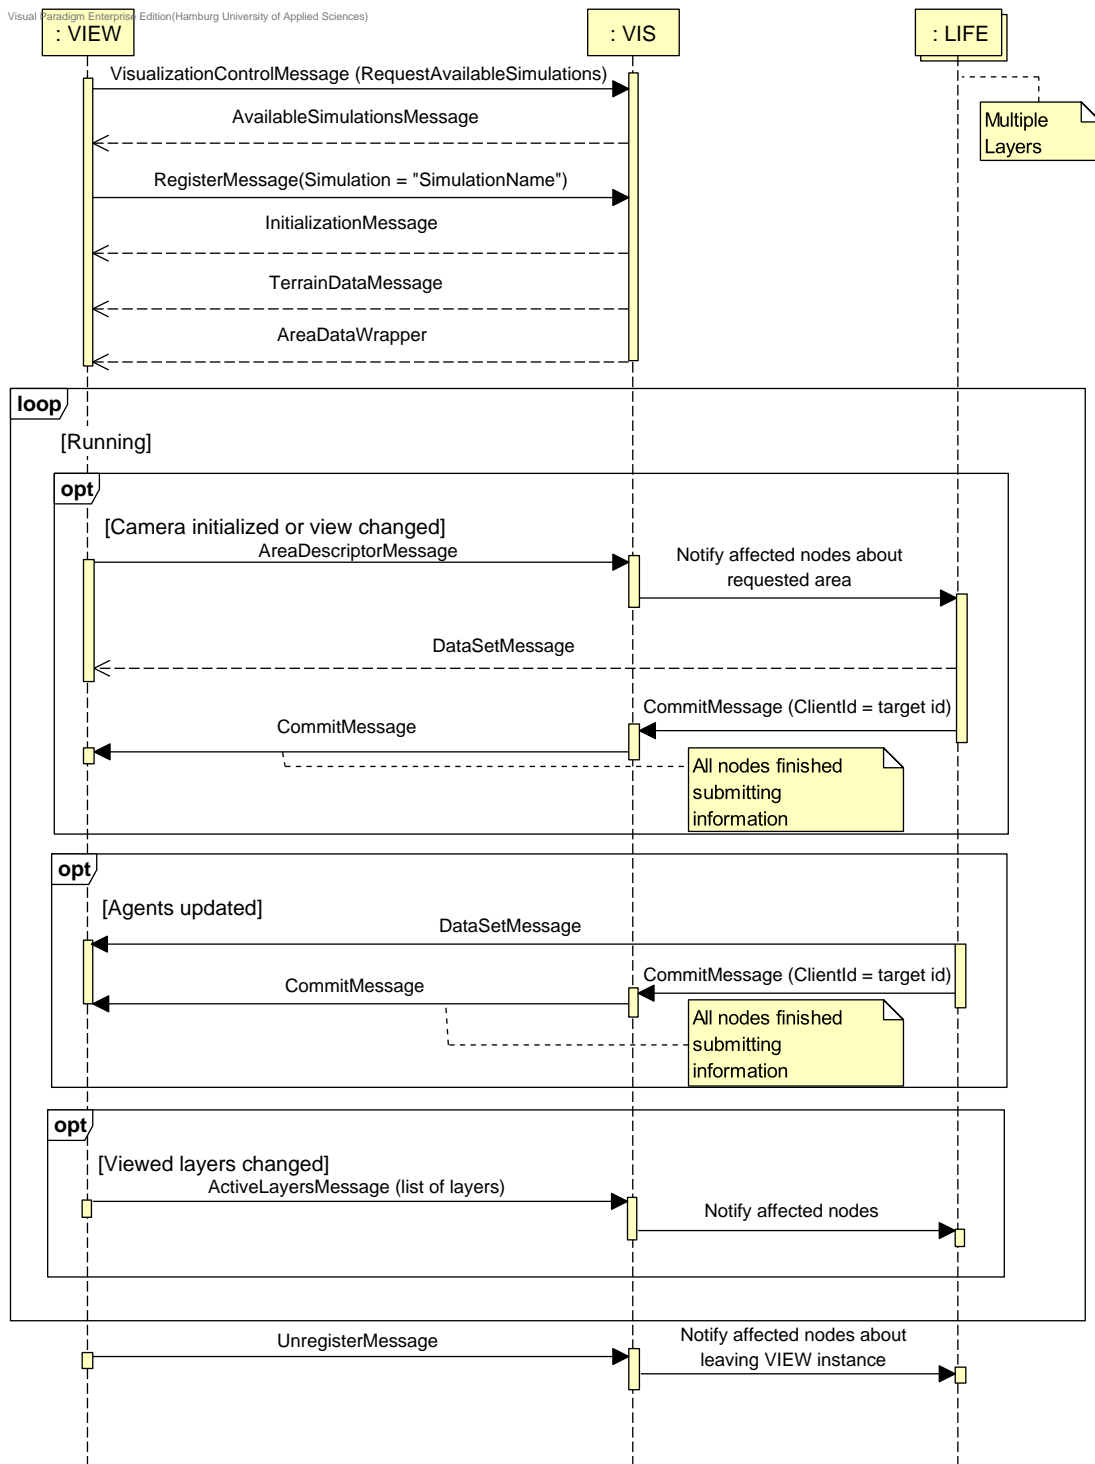 Visual Paradigm Enterprise Edition(Hamburg University of Applied Sciences)
: VIEW
: VIS
: LIFE
VisualizationControlMessage (RequestAvailableSimulations)
Multiple
Layers
AvailableSimulationsMessage
RegisterMessage(Simulation = "SimulationName")
InitializationMessage
TerrainDataMessage
AreaDataWrapper
loop
[Running]
opt
[Camera initialized or view changed]
AreaDescriptorMessage
Notify affected nodes about
requested area
DataSetMessage
CommitMessage (ClientId = target id)
CommitMessage
All nodes finished
submitting
information
opt
[Agents updated]
DataSetMessage
CommitMessage (ClientId = target id)
CommitMessage
All nodes finished
submitting
information
opt
[Viewed layers changed]
ActiveLayersMessage (list of layers)
Notify affected nodes
UnregisterMessage
Notify affected nodes about
leaving VIEW instance